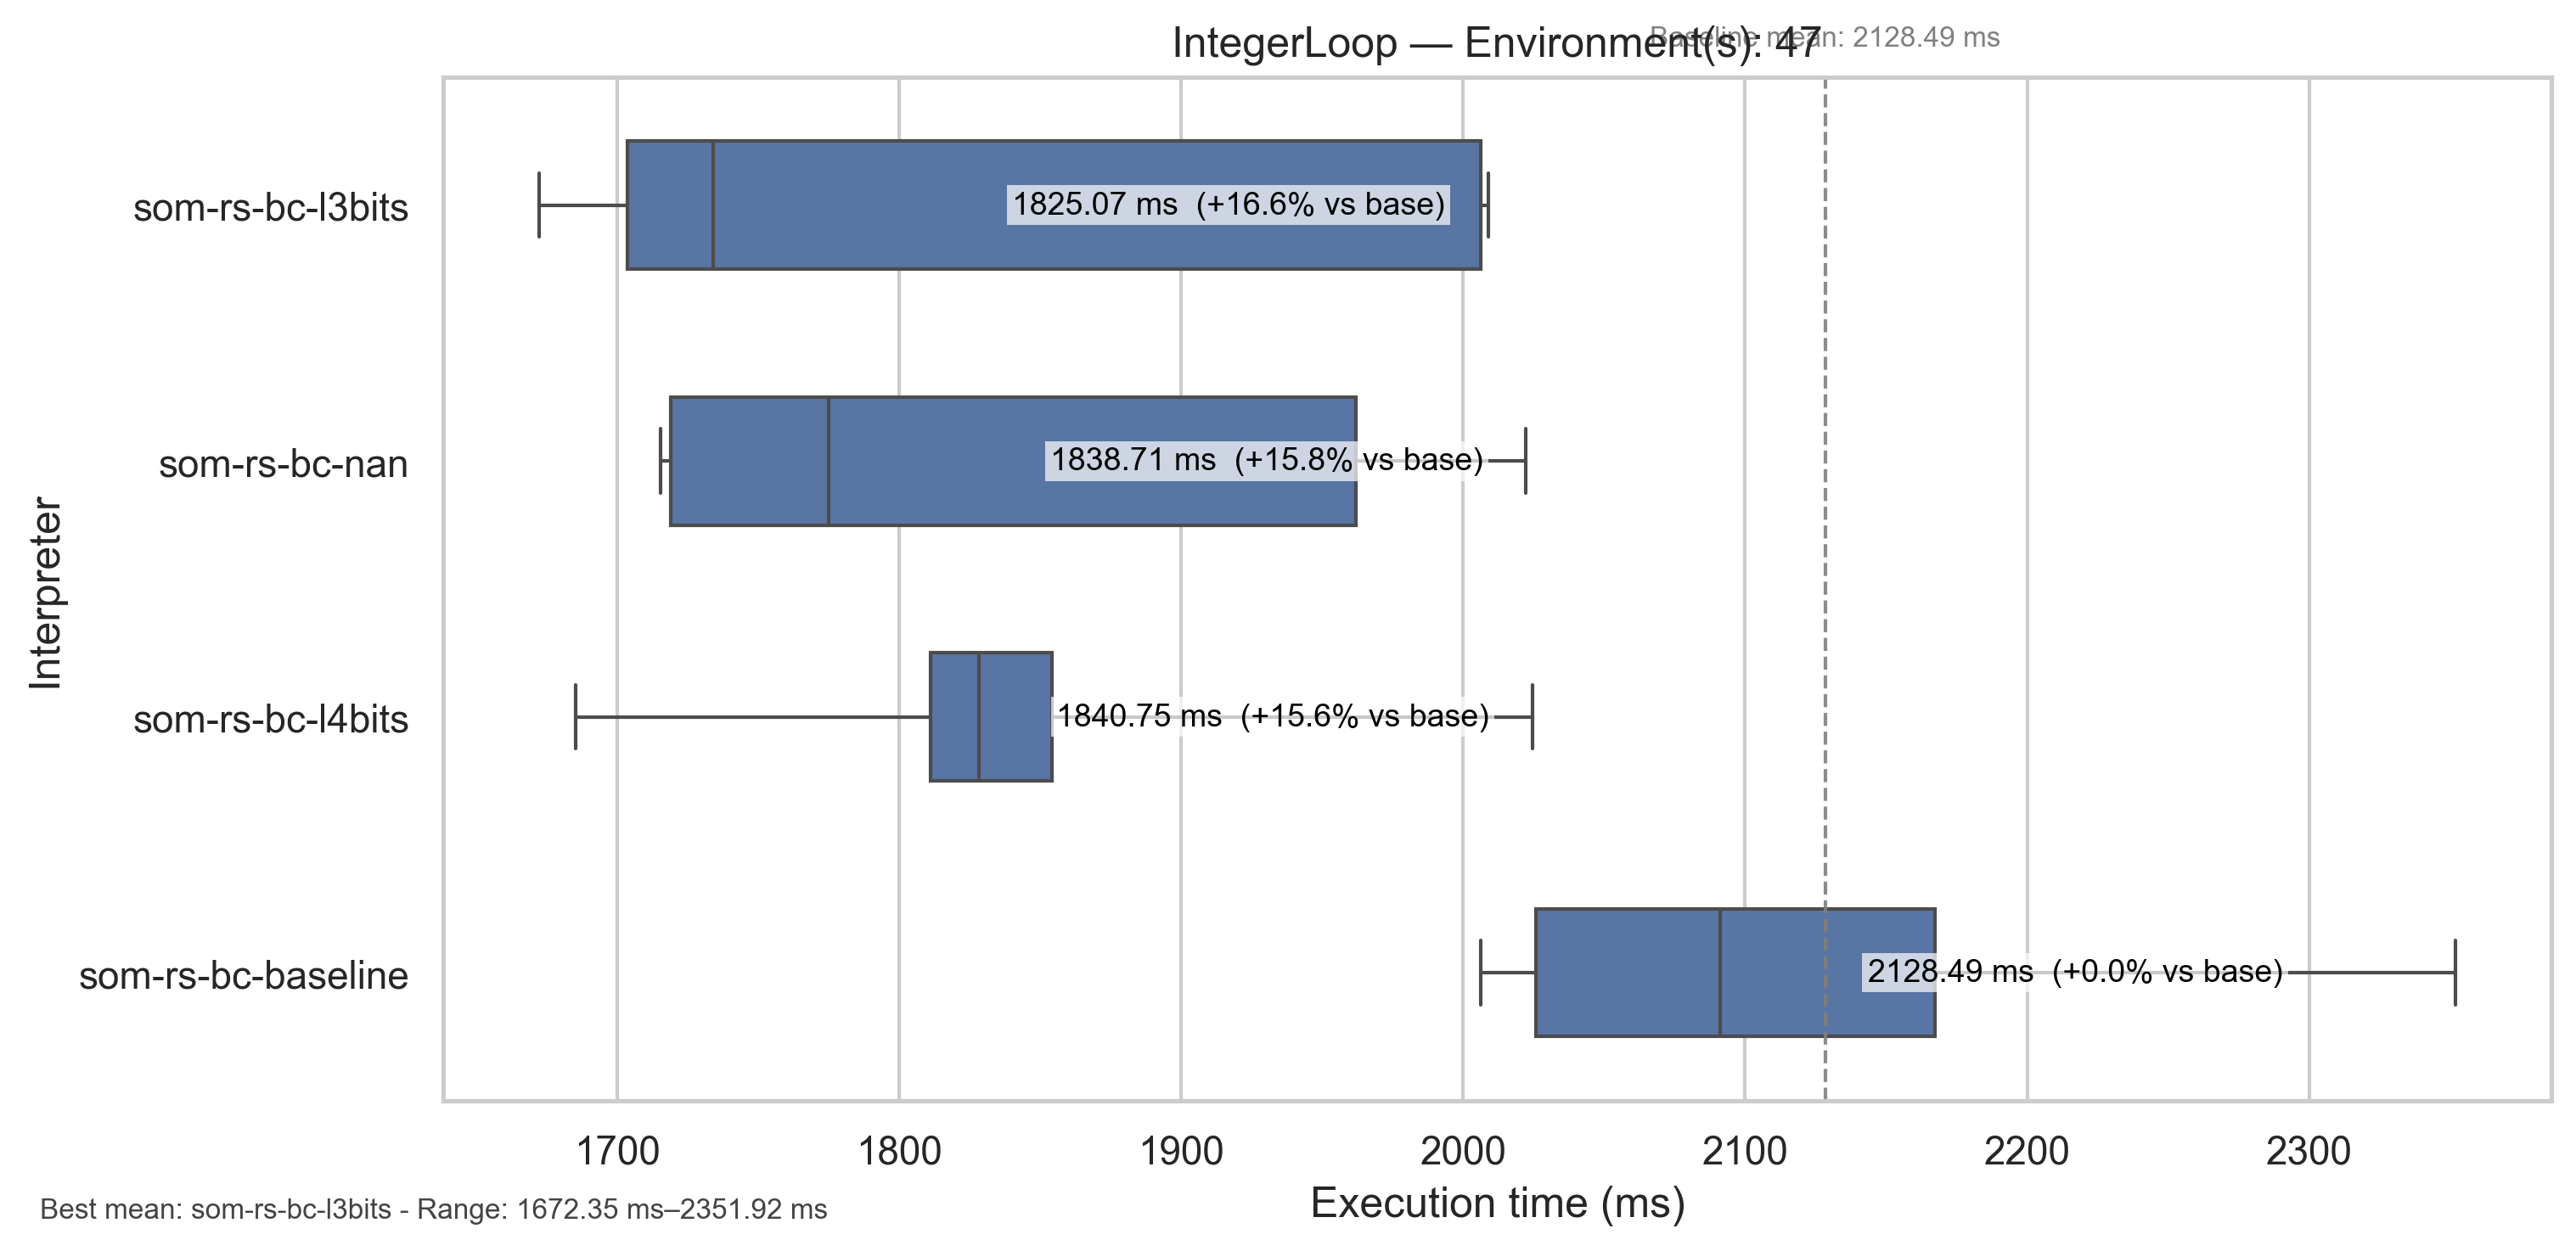 IntegerLoop — Environment(s): 47
Baseline mean: 2128.49 ms
som-rs-bc-l3bits
1825.07 ms (+16.6% vs base)
som-rs-bc-nan
1838.71 ms (+15.8% vs base)
som-rs-bc-l4bits
1840.75 ms (+15.6% vs base)
som-rs-bc-baseline
2128.49 ms (+0.0% vs base)
Interpreter
1700 1800 1900 2000 2100 2200 2300
Execution time (ms)
Best mean: som-rs-bc-l3bits - Range: 1672.35 ms–2351.92 ms